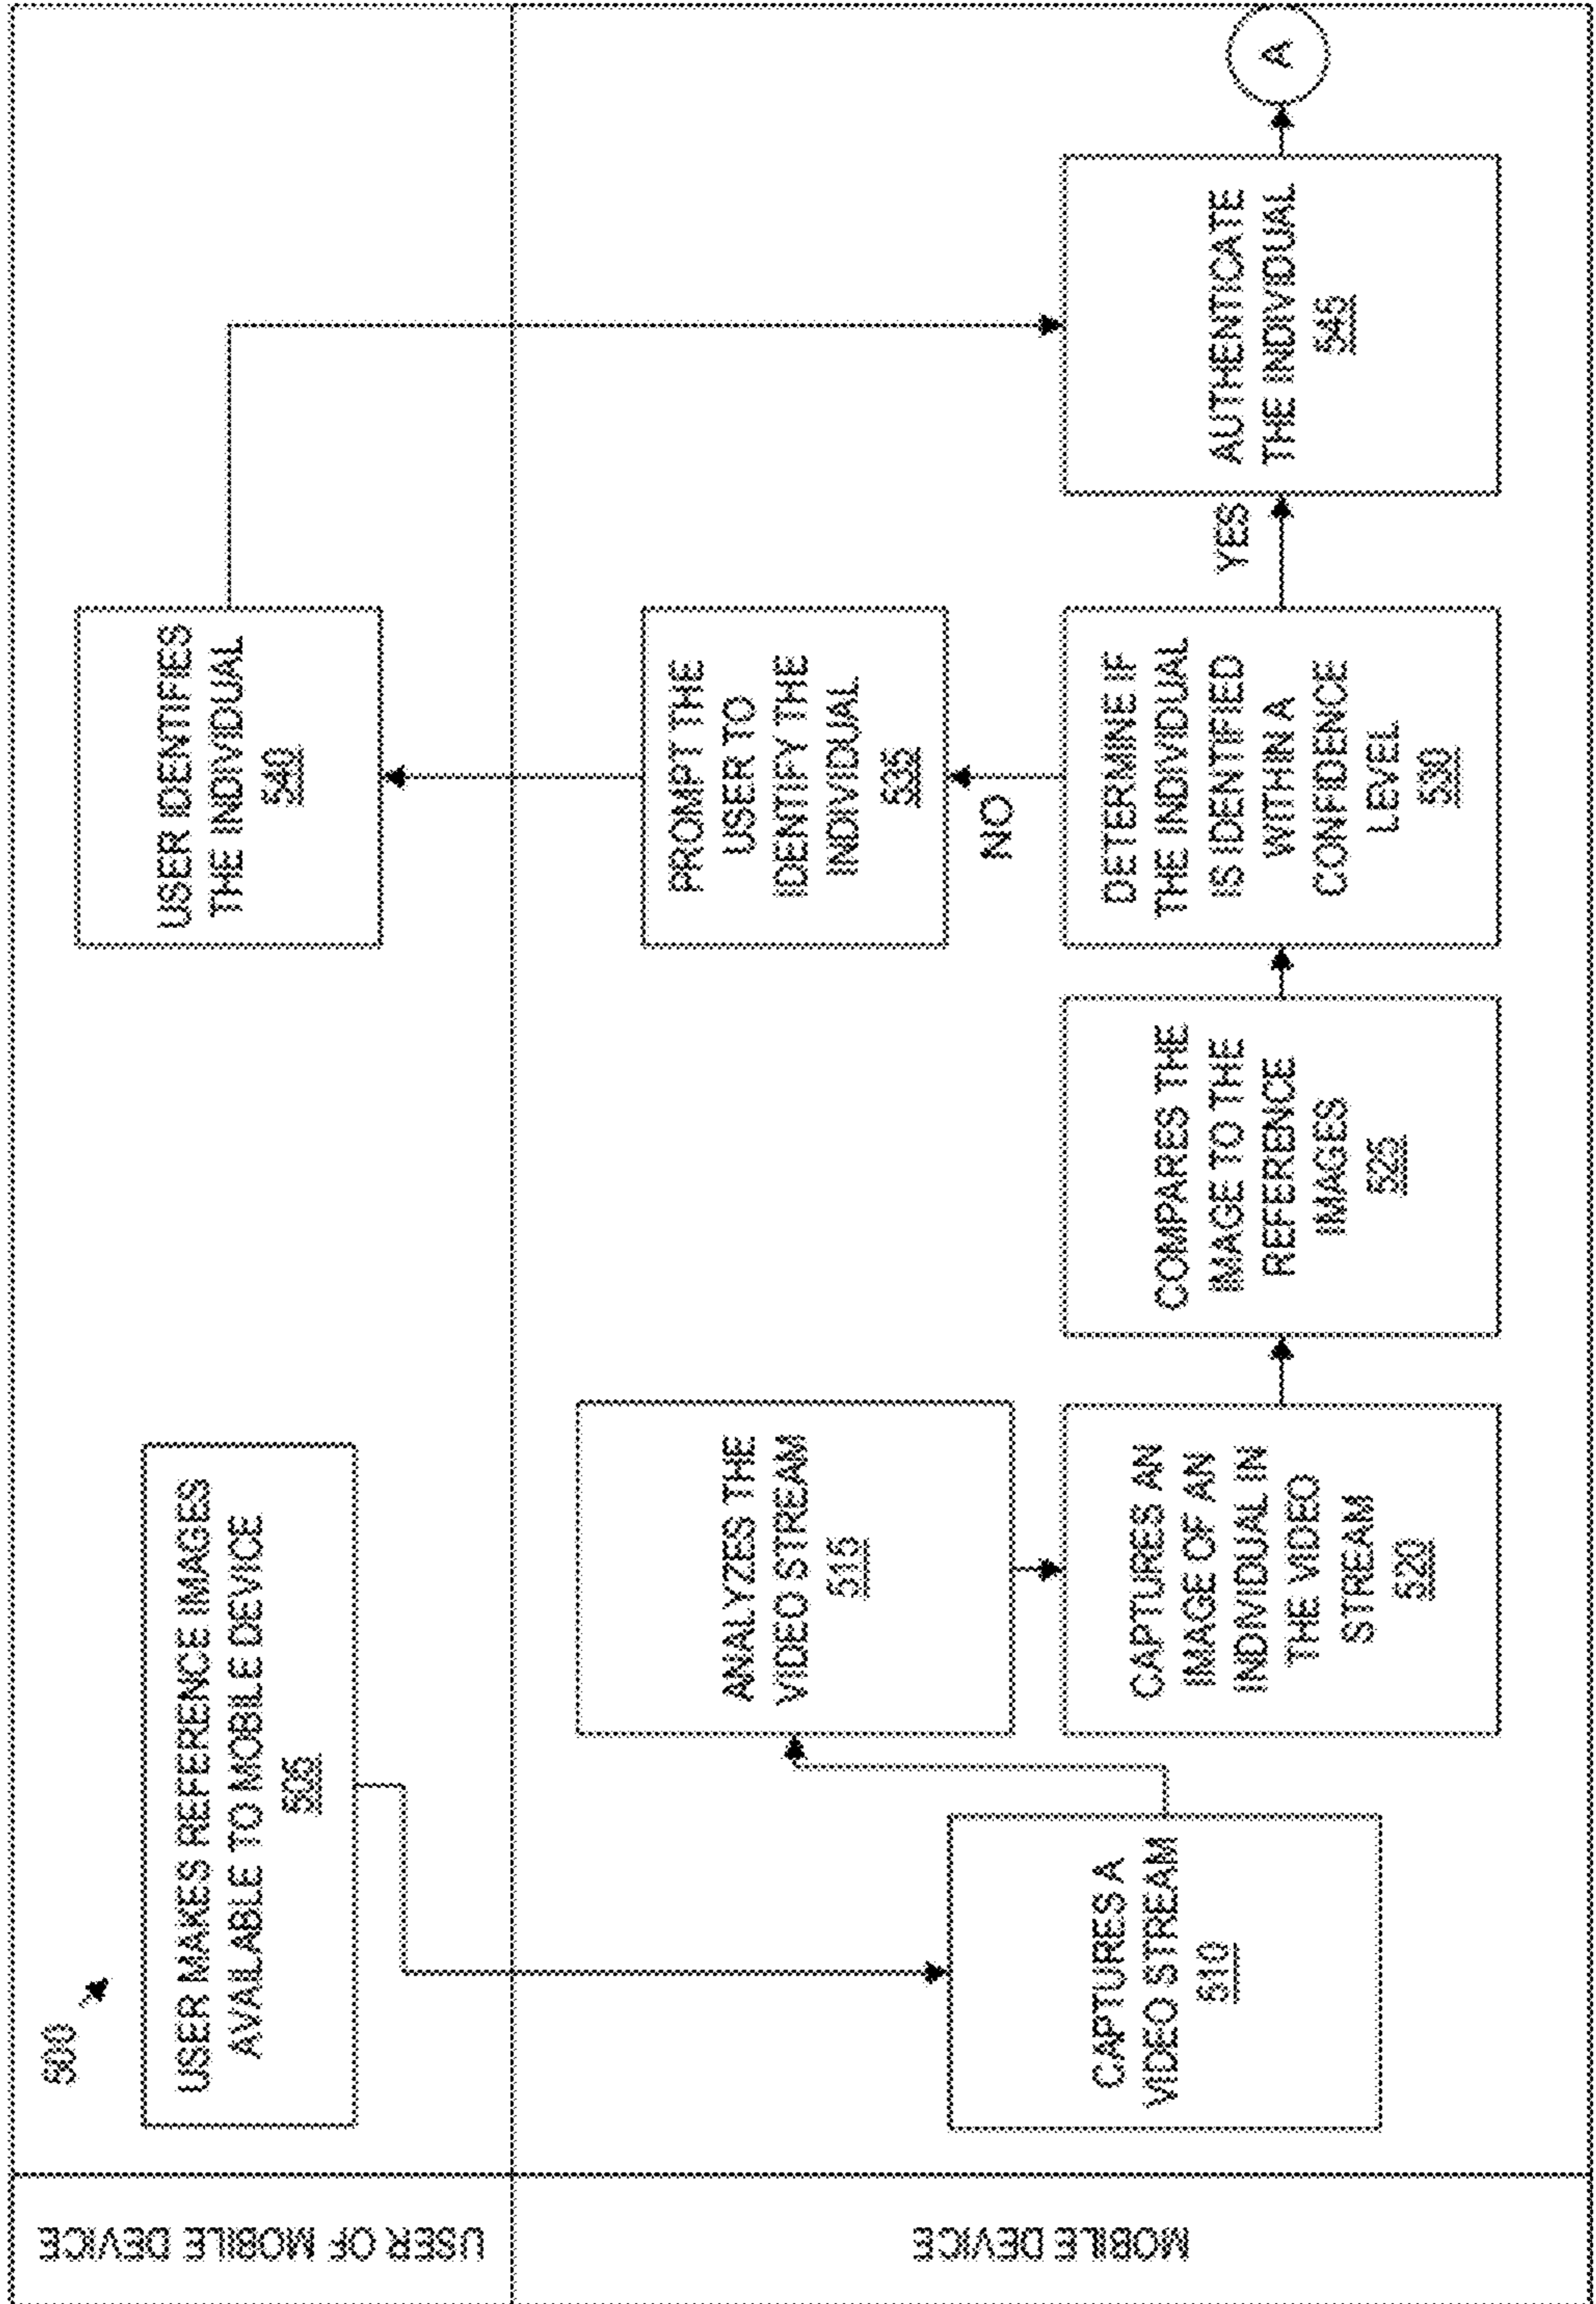 500
USER OF MOBILE DEVICE
USER MAKES REFERENCE IMAGES
AVAILABLE TO MOBILE DEVICE
505
USER IDENTIFIES
THE INDIVIDUAL
540
MOBILE DEVICE
CAPTURES A
VIDEO STREAM
510
ANALYZES THE
VIDEO STREAM
515
CAPTURES AN
IMAGE OF AN
INDIVIDUAL IN
THE VIDEO
STREAM
520
COMPARES THE
IMAGE TO THE
REFERENCE
IMAGES
525
DETERMINE IF
THE INDIVIDUAL
IS IDENTIFIED
WITHIN A
CONFIDENCE
LEVEL
530
NO
PROMPT THE
USER TO
IDENTIFY THE
INDIVIDUAL
535
YES
AUTHENTICATE
THE INDIVIDUAL
545
A